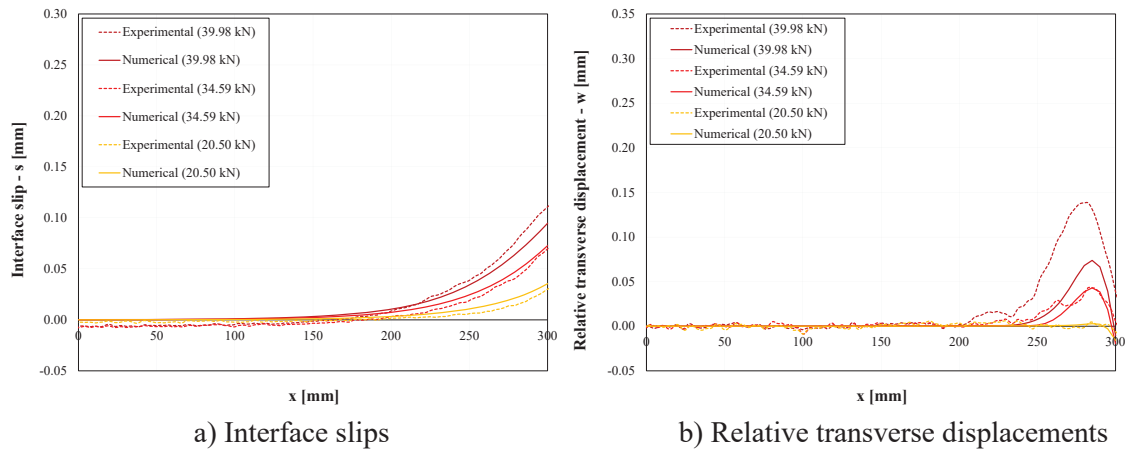 0.30
0.25
0.20
0.15
0.10
0.05
0.00
-0.05
Interface slip - s [mm]
Experimental (39.98 kN)
Numerical (39.98 kN)
Experimental (34.59 kN)
Numerical (34.59 kN)
Experimental (20.50 kN)
Numerical (20.50 kN)
0 50 100 150 200 250 300
x [mm]
a) Interface slips
0.35
0.30
0.25
0.20
0.15
0.10
0.05
0.00
-0.05
Relative transverse displacement - w [mm]
Experimental (39.98 kN)
Numerical (39.98 kN)
Experimental (34.59 kN)
Numerical (34.59 kN)
Experimental (20.50 kN)
Numerical (20.50 kN)
0 50 100 150 200 250 300
x [mm]
b) Relative transverse displacements